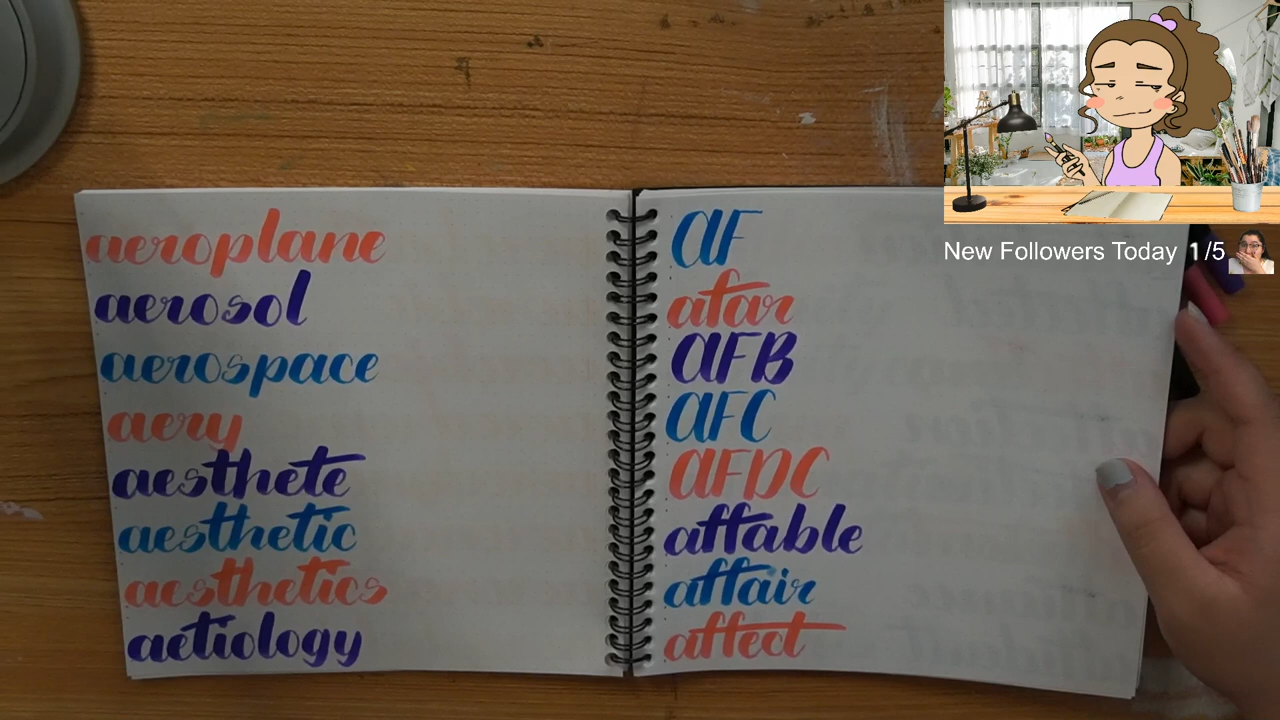 aeroplane
aerosol
aerospace
aery
aesthete
aesthetic
aesthetics
aetiology
AF
afar
AFB
AFC
AFDC
affable
affair
affect
New Followers Today 1/5